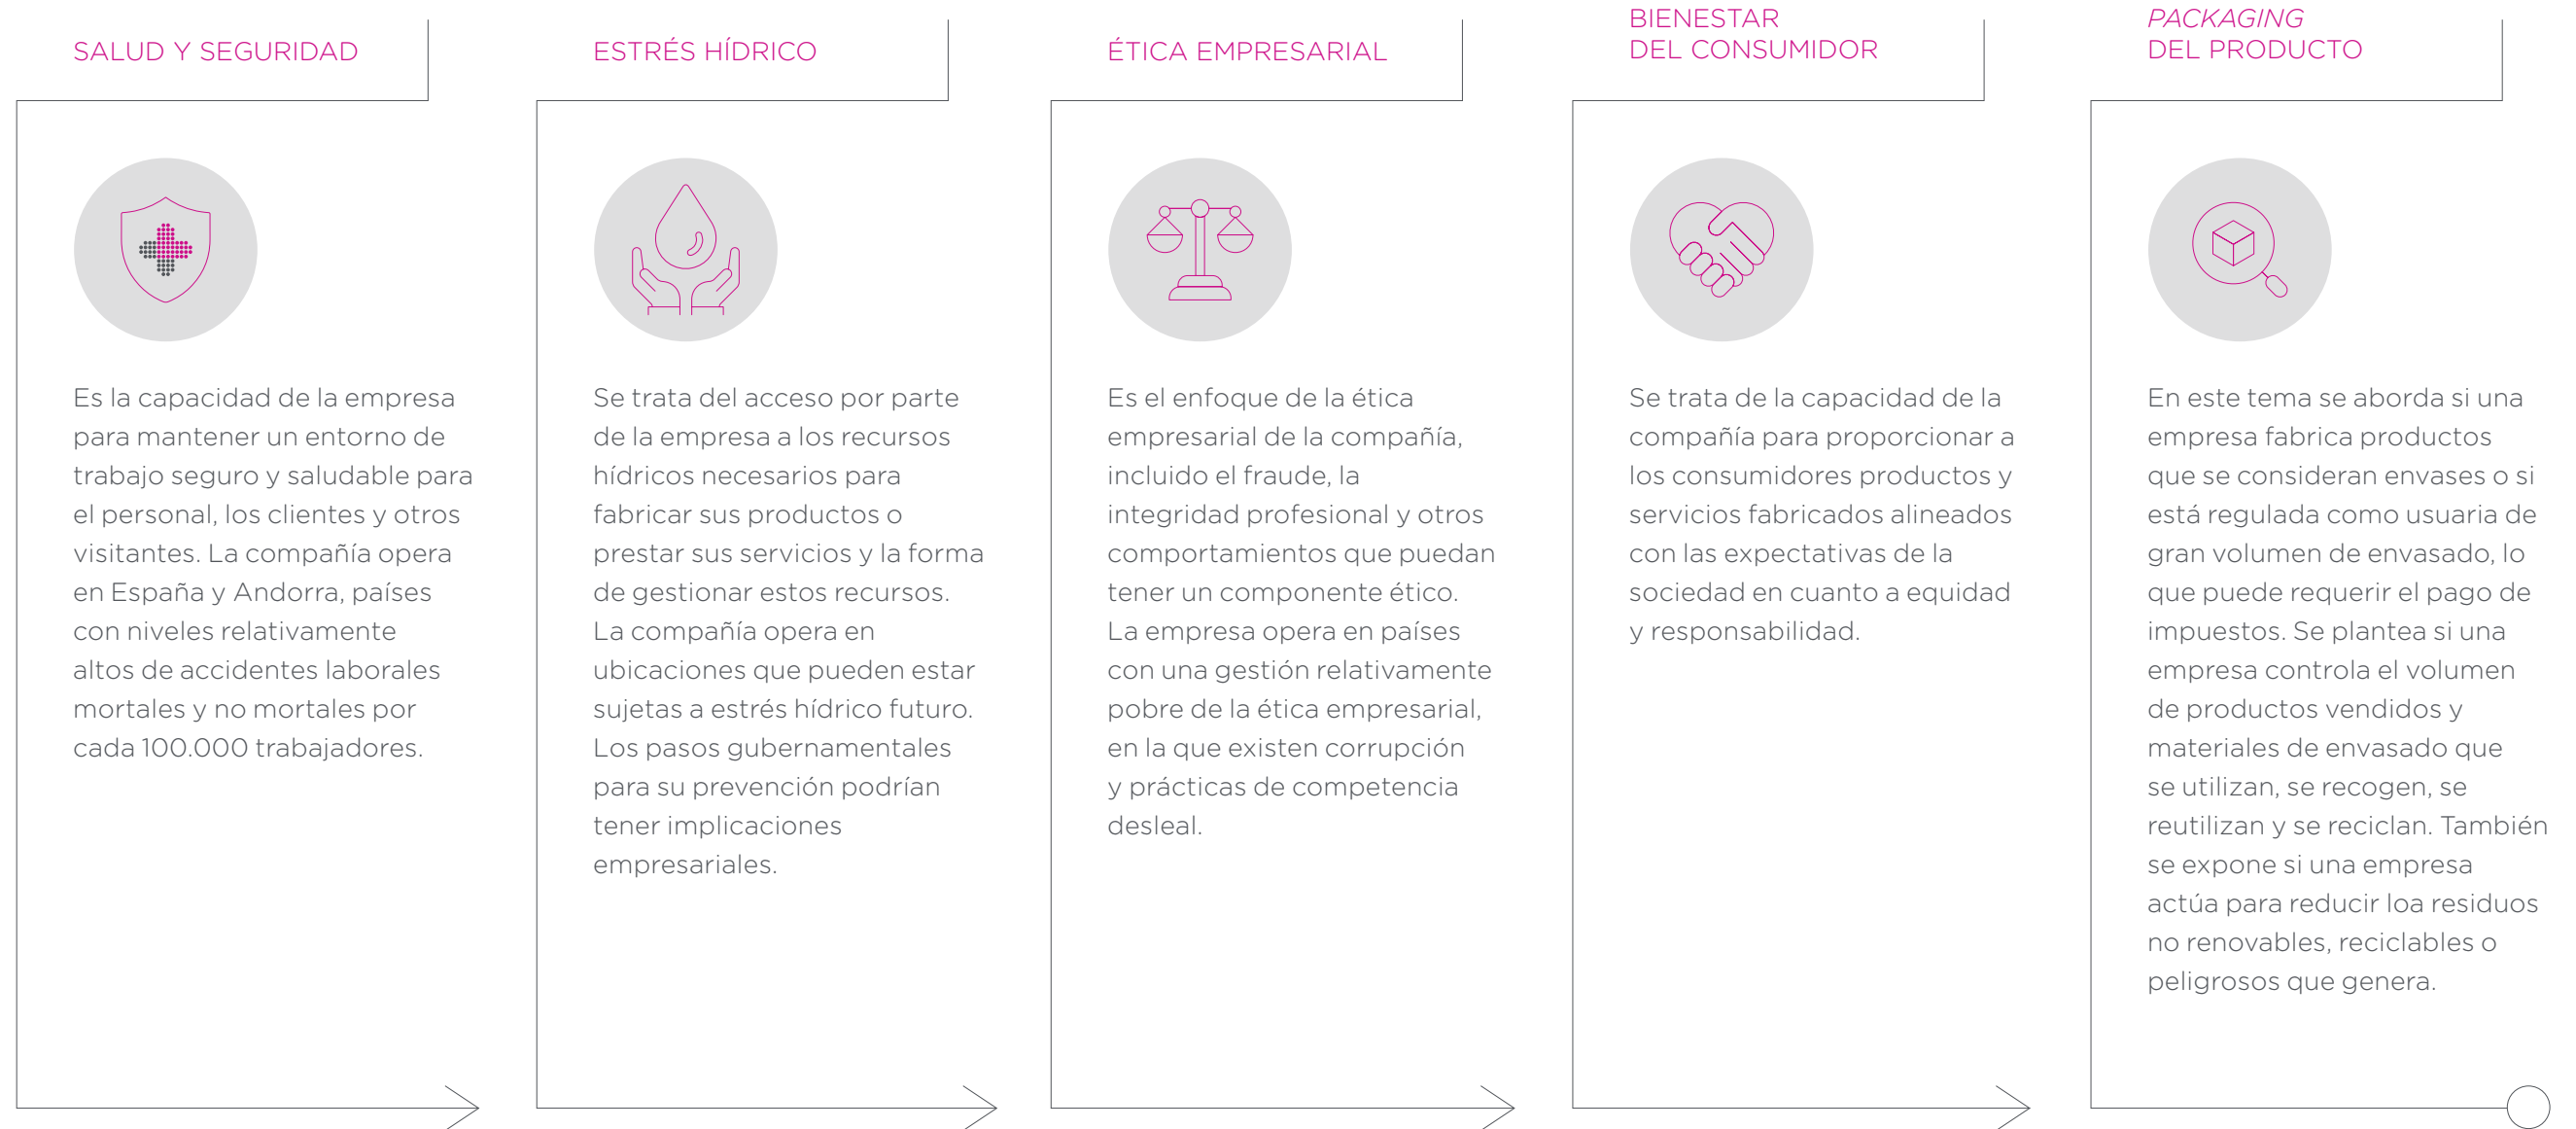 SALUD Y SEGURIDAD
Es la capacidad de la empresa
para mantener un entorno de
trabajo seguro y saludable para
el personal, los clientes y otros
visitantes. La compañía opera
en España y Andorra, países
con niveles relativamente
altos de accidentes laborales
mortales y no mortales por
cada 100.000 trabajadores.
ESTRÉS HÍDRICO
Se trata del acceso por parte
de la empresa a los recursos
hídricos necesarios para
fabricar sus productos o
prestar sus servicios y la forma
de gestionar estos recursos.
La compañía opera en
ubicaciones que pueden estar
sujetas a estrés hídrico futuro.
Los pasos gubernamentales
para su prevención podrían
tener implicaciones
empresariales.
ÉTICA EMPRESARIAL
Es el enfoque de la ética
empresarial de la compañía,
incluido el fraude, la
integridad profesional y otros
comportamientos que puedan
tener un componente ético.
La empresa opera en países
con una gestión relativamente
pobre de la ética empresarial,
en la que existen corrupción
y prácticas de competencia
desleal.
BIENESTAR
DEL CONSUMIDOR
Se trata de la capacidad de la
compañía para proporcionar a
los consumidores productos y
servicios fabricados alineados
con las expectativas de la
sociedad en cuanto a equidad
y responsabilidad.
PACKAGING
DEL PRODUCTO
En este tema se aborda si una
empresa fabrica productos
que se consideran envases o si
está regulada como usuaria de
gran volumen de envasado, lo
que puede requerir el pago de
impuestos. Se plantea si una
empresa controla el volumen
de productos vendidos y
materiales de envasado que
se utilizan, se recogen, se
reutilizan y se reciclan. También
se expone si una empresa
actúa para reducir loa residuos
no renovables, reciclables o
peligrosos que genera.